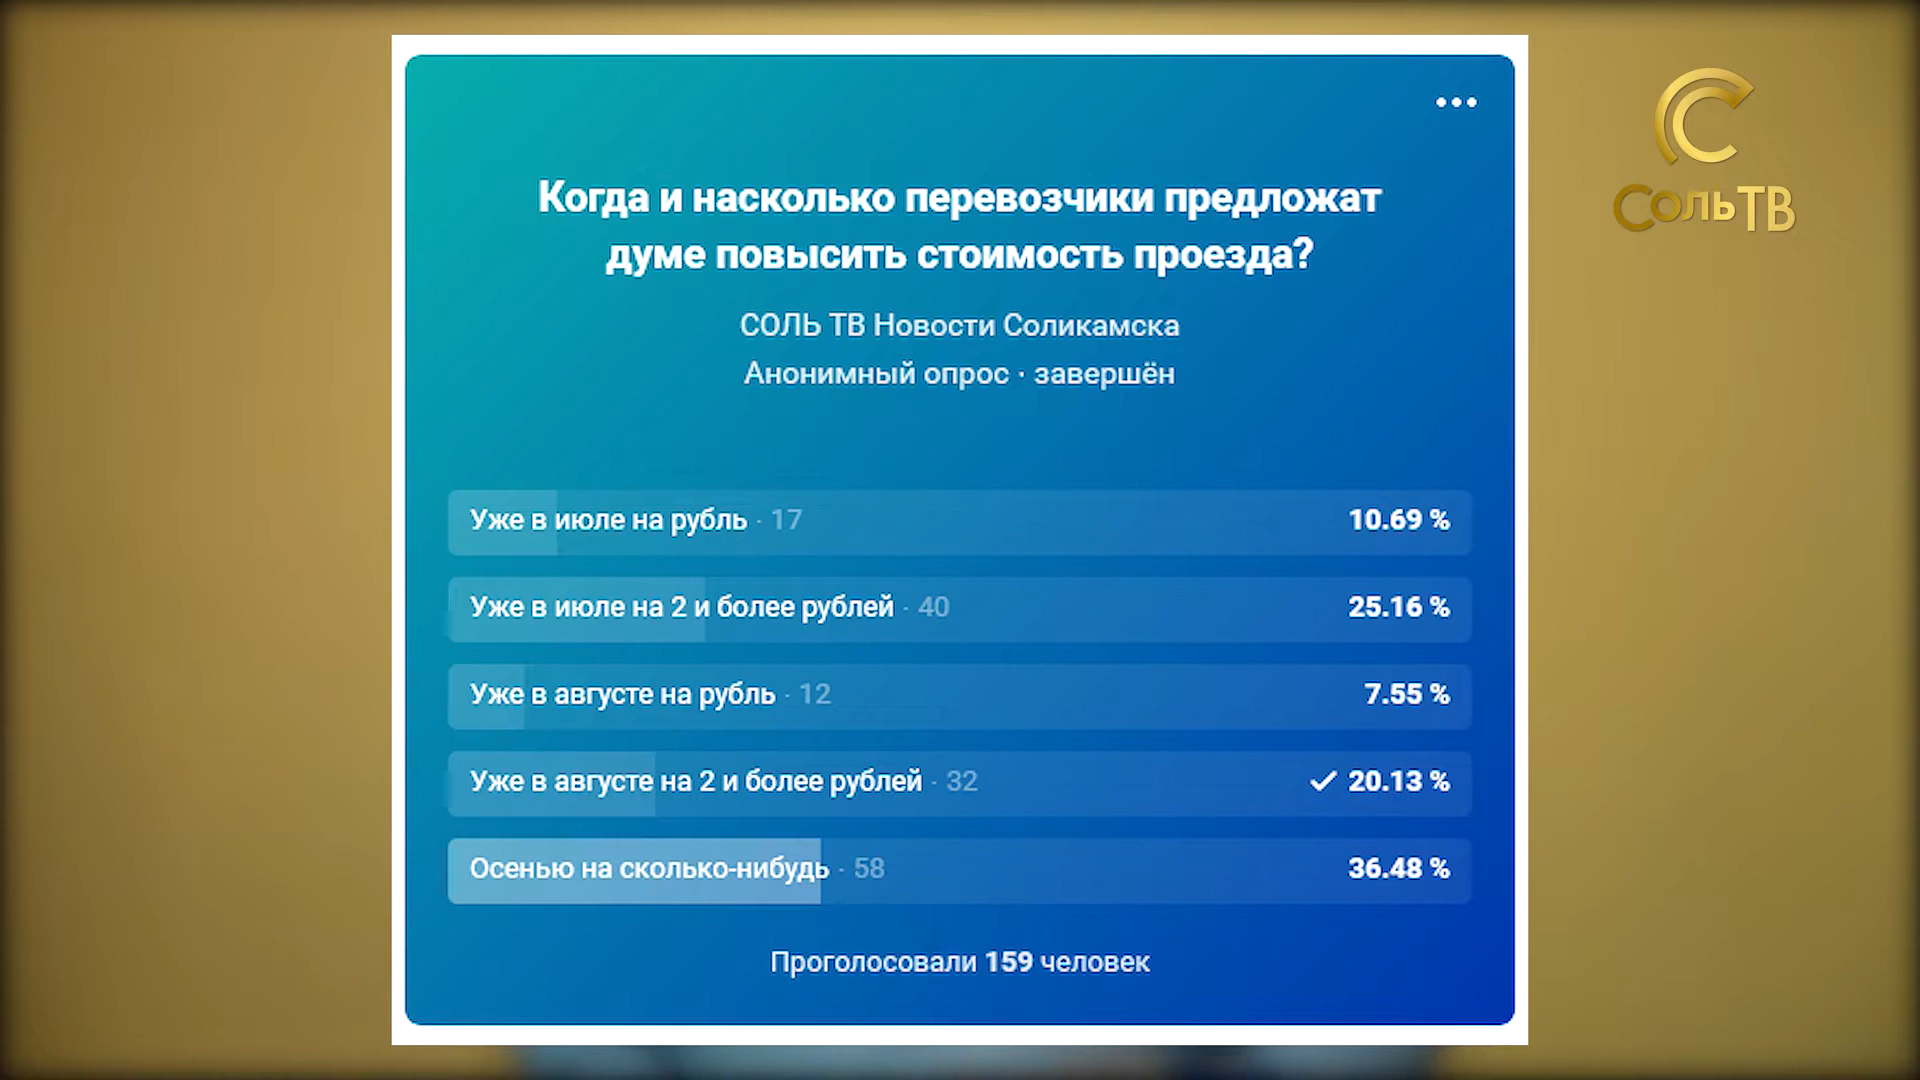 Когда и насколько перевозчики предложат
думе повысить стоимость проезда?
СОЛЬ ТВ Новости Соликамска
Анонимный опрос · завершён
Уже в июле на рубль · 17 10.69 %
Уже в июле на 2 и более рублей · 40 25.16 %
Уже в августе на рубль · 12 7.55 %
Уже в августе на 2 и более рублей · 32 20.13 %
Осенью на сколько-нибудь · 58 36.48 %
Проголосовали 159 человек
СОЛЬТВ